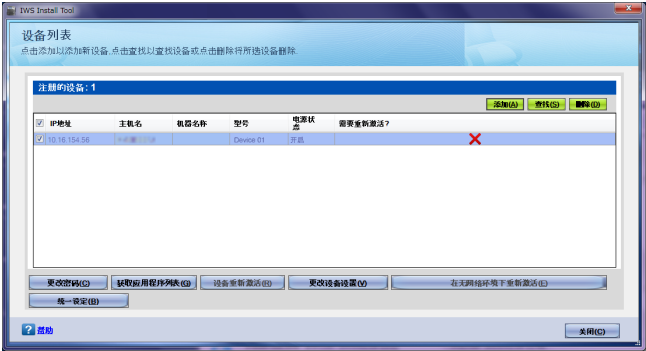 IWS Install Tool
设备列表
点击添加以添加新设备.点击查找以查找设备或点击删除将所选设备删除.
注册的设备: 1
添加(A) 查找(S) 删除(D)
IP地址 主机名 机器名称 型号 电源状态 需要重新激活?
10.16.154.56 Device 01 开启
更改密码(C) 获取应用程序列表(G) 设备重新激活(R) 更改设备设置(V) 在无网络环境下重新激活(E)
统一设定(B)
帮助 关闭(C)